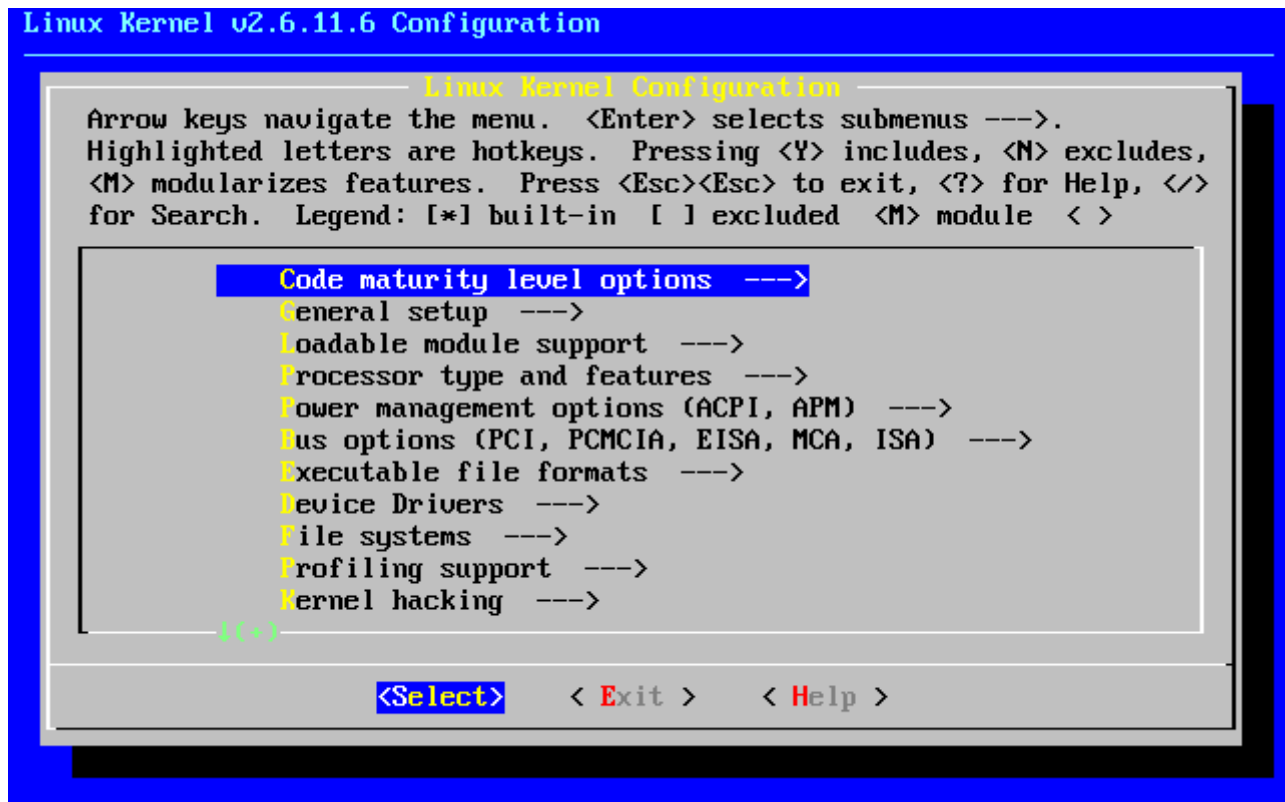 Linux Kernel v2.6.11.6 Configuration
Linux Kernel Configuration
Arrow keys navigate the menu.  <Enter> selects submenus --->.
Highlighted letters are hotkeys.  Pressing <Y> includes, <N> excludes,
<M> modularizes features.  Press <Esc><Esc> to exit, <?> for Help, </>
for Search.  Legend: [*] built-in  [ ] excluded  <M> module  < >
Code maturity level options  --->
General setup  --->
Loadable module support  --->
Processor type and features  --->
Power management options (ACPI, APM)  --->
Bus options (PCI, PCMCIA, EISA, MCA, ISA)  --->
Executable file formats  --->
Device Drivers  --->
File systems  --->
Profiling support  --->
Kernel hacking  --->
↓(+)
<Select>    < Exit >    < Help >